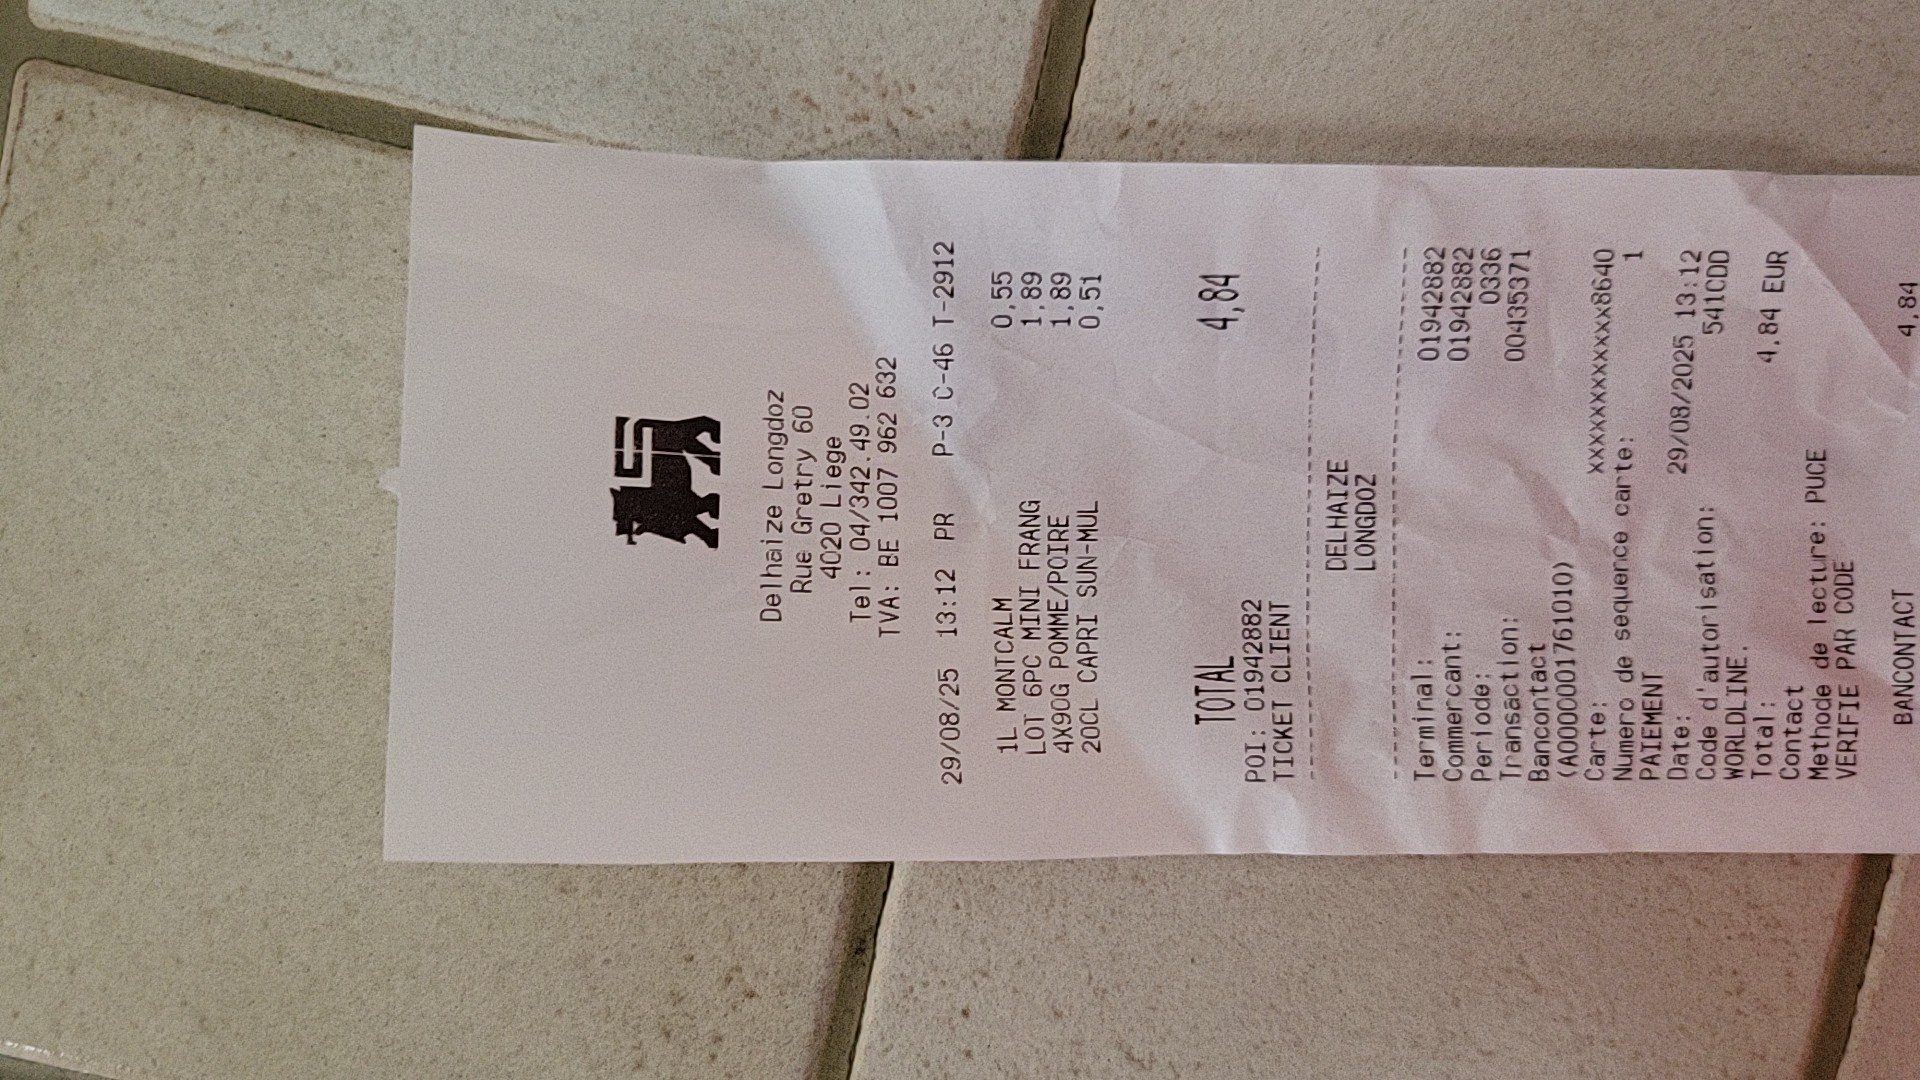 Delhaize Longdoz
Rue Gretry 60
4020 Liege
Tel: 04/342.49.02
TVA: BE 1007 962 632
29/08/25 13:12 PR P-3 C-46 T-2912
1L MONTCALM 0,55
LOT 6PC MINI FRANG 1,89
4X90G POMME/POIRE 1,89
20CL CAPRI SUN-MUL 0,51
TOTAL 4,84
POI: 01942882
TICKET CLIENT
DELHAIZE
LONGDOZ
Terminal: 01942882
Commercant: 01942882
Periode: 0336
Transaction: 00435371
Bancontact
(A0000001761010)
Carte: xxxxxxxxxxxxx8640
Numero de sequence carte: 1
PAIEMENT
Date: 29/08/2025 13:12
Code d'autorisation: 541CDD
WORLDLINE.
Total: 4,84 EUR
Contact
Methode de lecture: PUCE
VERIFIE PAR CODE
BANCONTACT 4,84